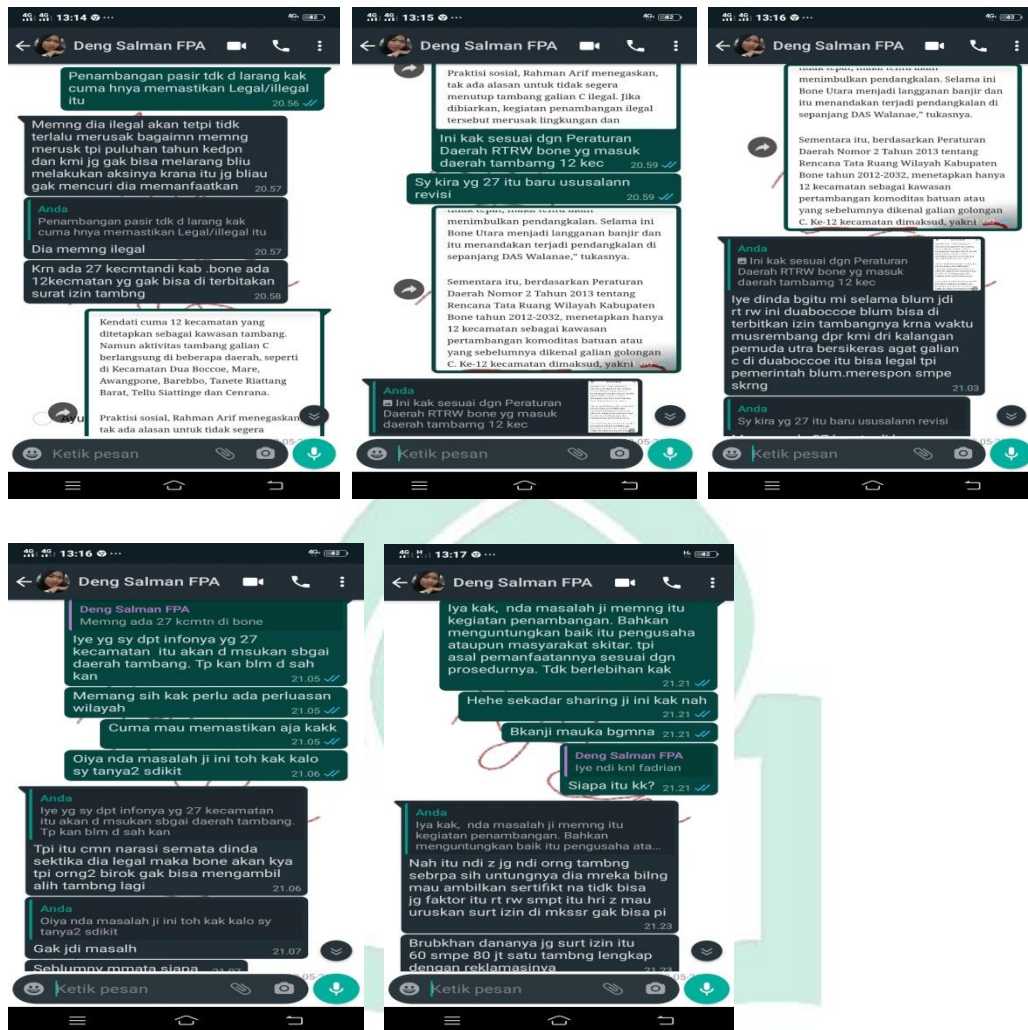 13:14
Deng Salman FPA
Penambangan pasir tdk d larang kak
cuma hnya memastikan Legal/illegal
itu
20.56
Memng dia ilegal akan tetpi tidk
terlalu merusak bagaimn memng
merusk tpi puluhan tahun kedpn
dan kmi jg gak bisa melarang bliu
melakukan aksinya krana itu jg bliau
gak mencuri dia memanfaatkan
20.57
Anda
Penambangan pasir tdk d larang kak
cuma hnya memastikan Legal/illegal itu
Dia memng ilegal
20.57
Krn ada 27 kecmtandi kab .bone ada
12kecmatan yg gak bisa di terbitakan
surat izin tambng
20.58
Kendati cuma 12 kecamatan yang
ditetapkan sebagai kawasan tambang.
Namun aktivitas tambang galian C
berlangsung di beberapa daerah, seperti
di Kecamatan Dua Boccoe, Mare,
Awangpone, Barebbo, Tanete Riattang
Barat, Tellu Siattinge dan Cenrana.
Praktisi sosial, Rahman Arif menegaskan,
tak ada alasan untuk tidak segera
Ketik pesan
13:15
Deng Salman FPA
Praktisi sosial, Rahman Arif menegaskan,
tak ada alasan untuk tidak segera
menutup tambang galian C ilegal. Jika
dibiarkan, kegiatan penambangan ilegal
tersebut merusak lingkungan dan
Ini kak sesuai dgn Peraturan
Daerah RTRW bone yg masuk
daerah tambamg 12 kec
20.59
Sy kira yg 27 itu baru ususalann
revisi
20.59
menimbulkan pendangkalan. Selama ini
Bone Utara menjadi langganan banjir dan
itu menandakan terjadi pendangkalan di
sepanjang DAS Walanae," tukasnya.
Sementara itu, berdasarkan Peraturan
Daerah Nomor 2 Tahun 2013 tentang
Rencana Tata Ruang Wilayah Kabupaten
Bone tahun 2012-2032, menetapkan hanya
12 kecamatan sebagai kawasan
pertambangan komoditas batuan atau
yang sebelumnya dikenal galian golongan
C. Ke-12 kecamatan dimaksud, yakni
Anda
Ini kak sesuai dgn Peraturan
Daerah RTRW bone yg masuk
daerah tambamg 12 kec
Ketik pesan
13:16
Deng Salman FPA
menimbulkan pendangkalan. Selama ini
Bone Utara menjadi langganan banjir dan
itu menandakan terjadi pendangkalan di
sepanjang DAS Walanae," tukasnya.
Sementara itu, berdasarkan Peraturan
Daerah Nomor 2 Tahun 2013 tentang
Rencana Tata Ruang Wilayah Kabupaten
Bone tahun 2012-2032, menetapkan hanya
12 kecamatan sebagai kawasan
pertambangan komoditas batuan atau
yang sebelumnya dikenal galian golongan
C. Ke-12 kecamatan dimaksud, yakni
Anda
Ini kak sesuai dgn Peraturan
Daerah RTRW bone yg masuk
daerah tambamg 12 kec
Iye dinda bgitu mi selama blum jdi
rt rw ini duaboccoe blum bisa di
terbitkan izin tambangnya krna waktu
musrembang dpr kmi dri kalangan
pemuda utra bersikeras agat galian
c di duaboccoe itu bisa legal tpi
pemerintah blum.merespon smpe
skrng
21.03
Anda
Sy kira yg 27 itu baru ususalann revisi
Ketik pesan
13:16
Deng Salman FPA
Deng Salman FPA
Memng ada 27 kcmtn di bone
Iye yg sy dpt infonya yg 27
kecamatan itu akan d msukan sbgai
daerah tambang. Tp kan blm d sah
kan
21.05
Memang sih kak perlu ada perluasan
wilayah
21.05
Cuma mau memastikan aja kakk
21.05
Oiya nda masalah ji ini toh kak kalo
sy tanya2 sdikit
21.06
Anda
Iye yg sy dpt infonya yg 27 kecamatan
itu akan d msukan sbgai daerah tambang.
Tp kan blm d sah kan
Tpi itu cmn narasi semata dinda
sektika dia legal maka bone akan kya
tpi orng2 birok gak bisa mengambil
alih tambng lagi
21.06
Anda
Oiya nda masalah ji ini toh kak kalo sy
tanya2 sdikit
Gak jdi masalh
21.07
Seblumny mmata siapa
21.07
Ketik pesan
13:17
Deng Salman FPA
Iya kak, nda masalah ji memng itu
kegiatan penambangan. Bahkan
menguntungkan baik itu pengusaha
ataupun masyarakat skitar. tpi
asal pemanfaatannya sesuai dgn
prosedurnya. Tdk berlebihan kak
21.21
Hehe sekadar sharing ji ini kak nah
21.21
Bkanji mauka bgmna
21.21
Deng Salman FPA
Iye ndi knl fadrian
Siapa itu kk?
21.21
Anda
Iya kak, nda masalah ji memng itu
kegiatan penambangan. Bahkan
menguntungkan baik itu pengusaha ata...
Nah itu ndi z jg ndi orng tambng
sebrpa sih untungnya dia mreka bilng
mau ambilkan sertifikt na tidk bisa
jg faktor itu rt rw smpt itu hri z mau
uruskan surt izin di mkssr gak bisa pi
21.23
Brubkhan dananya jg surt izin itu
60 smpe 80 jt satu tambng lengkap
dengan reklamasinya
21.23
Ketik pesan